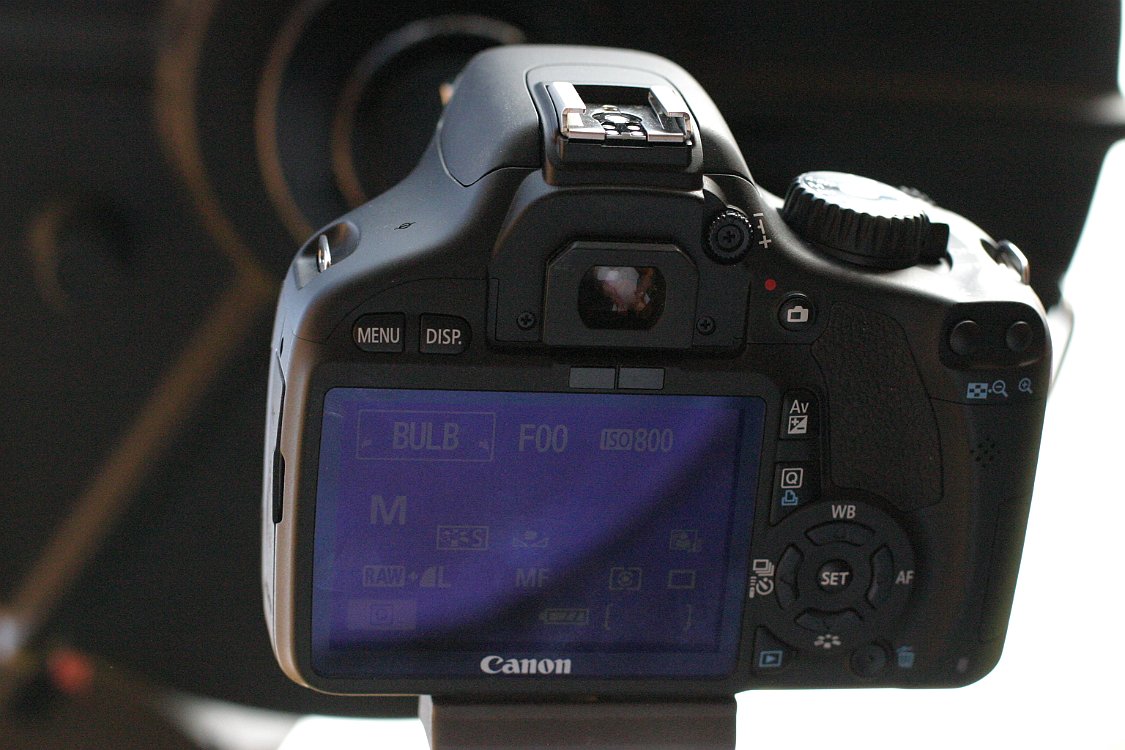 MENU DISP.
Av
BULB F00 ISO800
Q
M
WB
RAW+L MF
SET AF
Canon